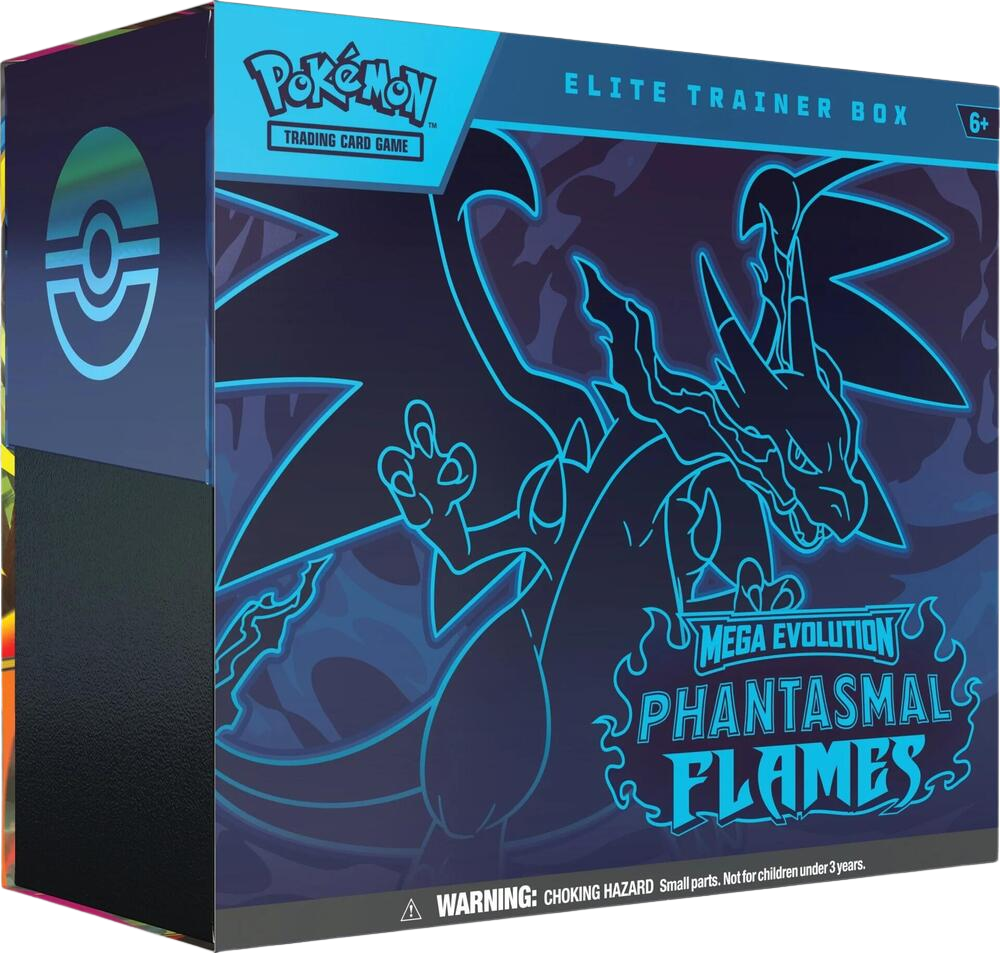 POKéMON™
TRADING CARD GAME
ELITE TRAINER BOX
6+
MEGA EVOLUTION
PHANTASMAL
FLAMES
⚠ WARNING: CHOKING HAZARD Small parts. Not for children under 3 years.